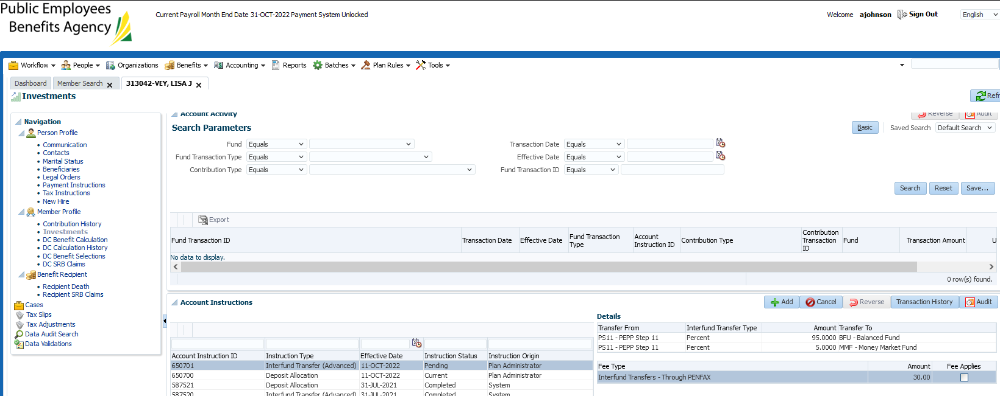 Public Employees
Benefits Agency
Current Payroll Month End Date 31-OCT-2022 Payment System Unlocked
Welcome ajohnson Sign Out English
Workflow People Organizations Benefits Accounting Reports Batches Plan Rules Tools
Dashboard Member Search 313042-VEY, LISA J
Investments
Refr
Navigation
Person Profile
Communication
Contacts
Marital Status
Beneficiaries
Legal Orders
Payment Instructions
Tax Instructions
New Hire
Member Profile
Contribution History
Investments
DC Benefit Calculation
DC Calculation History
DC Benefit Selections
DC SRB Claims
Benefit Recipient
Recipient Death
Recipient SRB Claims
Cases
Tax Slips
Tax Adjustments
Data Audit Search
Data Validations
Account Activity
Reverse Audit
Search Parameters
Basic Saved Search Default Search
Fund Equals Transaction Date Equals
Fund Transaction Type Equals Effective Date Equals
Contribution Type Equals Fund Transaction ID Equals
Search Reset Save...
Export
Fund Transaction ID Transaction Date Effective Date Fund Transaction Type Account Instruction ID Contribution Type Contribution Transaction ID Fund Transaction Amount U
No data to display.
0 row(s) found.
Account Instructions
Add Cancel Reverse Transaction History Audit
Account Instruction ID Instruction Type Effective Date Instruction Status Instruction Origin
650701 Interfund Transfer (Advanced) 11-OCT-2022 Pending Plan Administrator
650700 Deposit Allocation 11-OCT-2022 Current Plan Administrator
587521 Deposit Allocation 31-JUL-2021 Completed System
587520 Interfund Transfer (Advanced) 31-JUL-2021 Completed System
Details
Transfer From Interfund Transfer Type Amount Transfer To
PS11 - PEPP Step 11 Percent 95.0000 BFU - Balanced Fund
PS11 - PEPP Step 11 Percent 5.0000 MMF - Money Market Fund
Fee Type Amount Fee Applies
Interfund Transfers - Through PENFAX 30.00